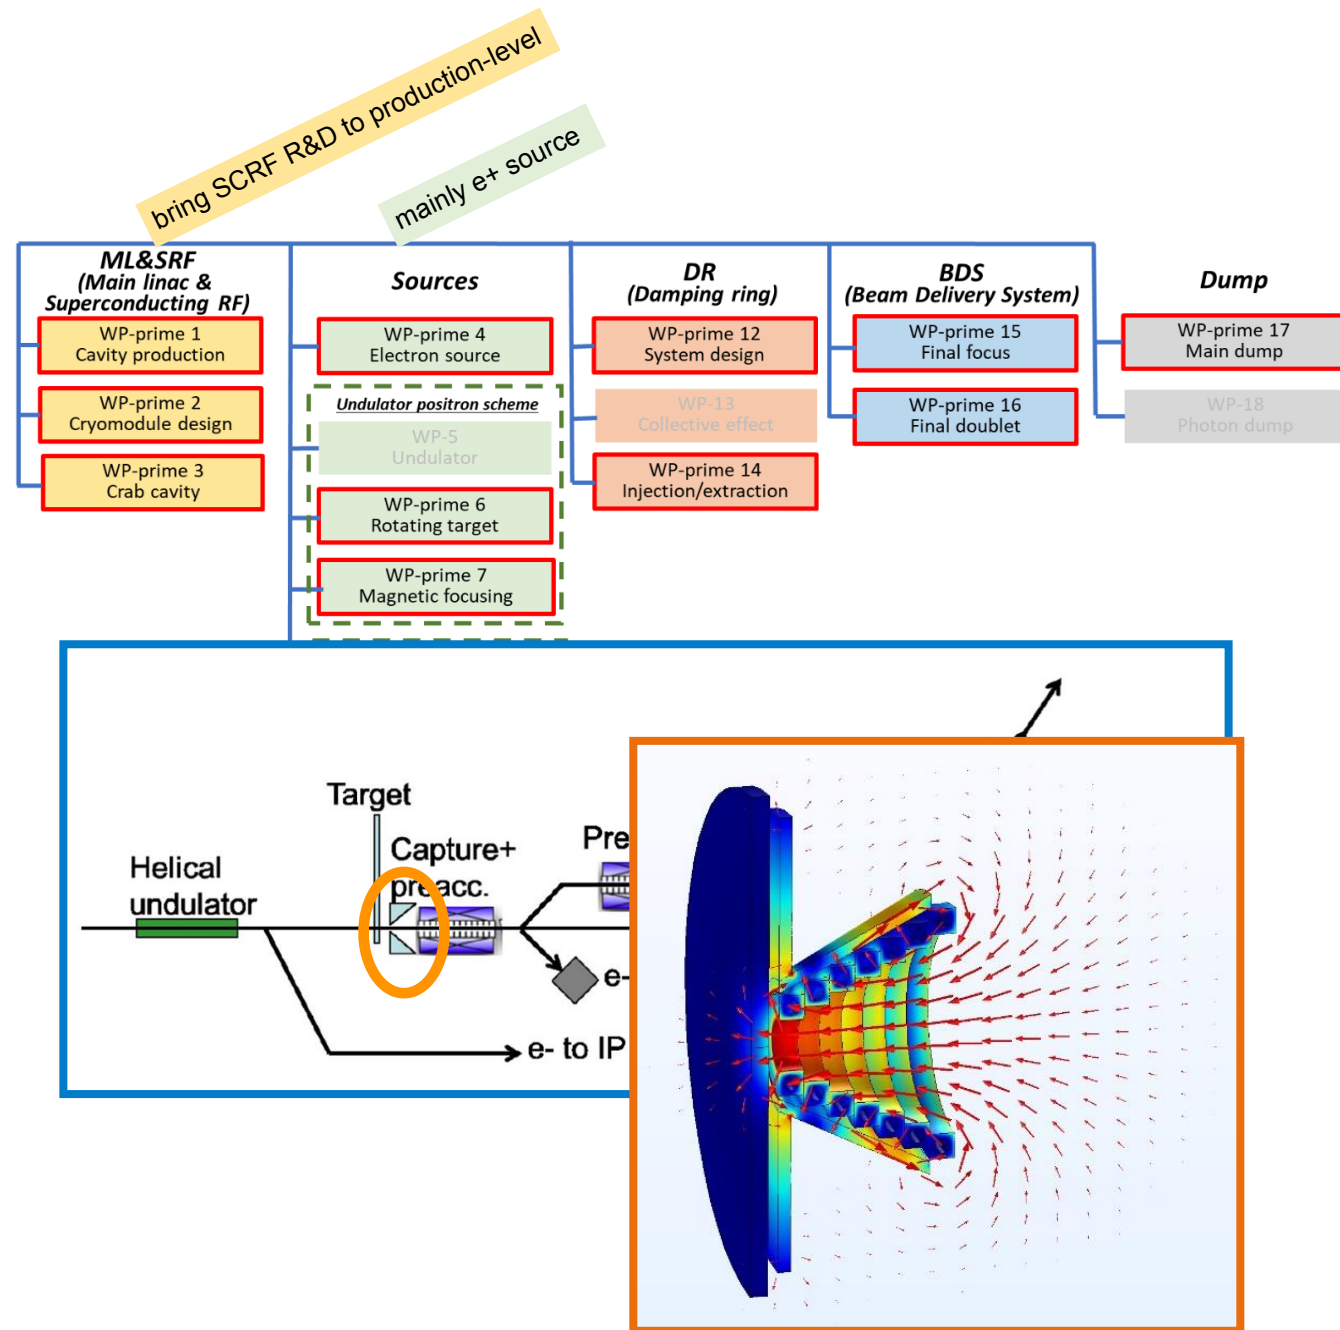 bring SCRF R&D to production-level
mainly e+ source
ML&SRF
(Main linac &
Superconducting RF)
WP-prime 1
Cavity production
WP-prime 2
Cryomodule design
WP-prime 3
Crab cavity
Sources
WP-prime 4
Electron source
Undulator positron scheme
WP-5
Undulator
WP-prime 6
Rotating target
WP-prime 7
Magnetic focusing
DR
(Damping ring)
WP-prime 12
System design
WP-13
Collective effect
WP-prime 14
Injection/extraction
BDS
(Beam Delivery System)
WP-prime 15
Final focus
WP-prime 16
Final doublet
Dump
WP-prime 17
Main dump
WP-18
Photon dump
Target
Helical
undulator
Capture+
preacc.
Pre
e-
e- to IP